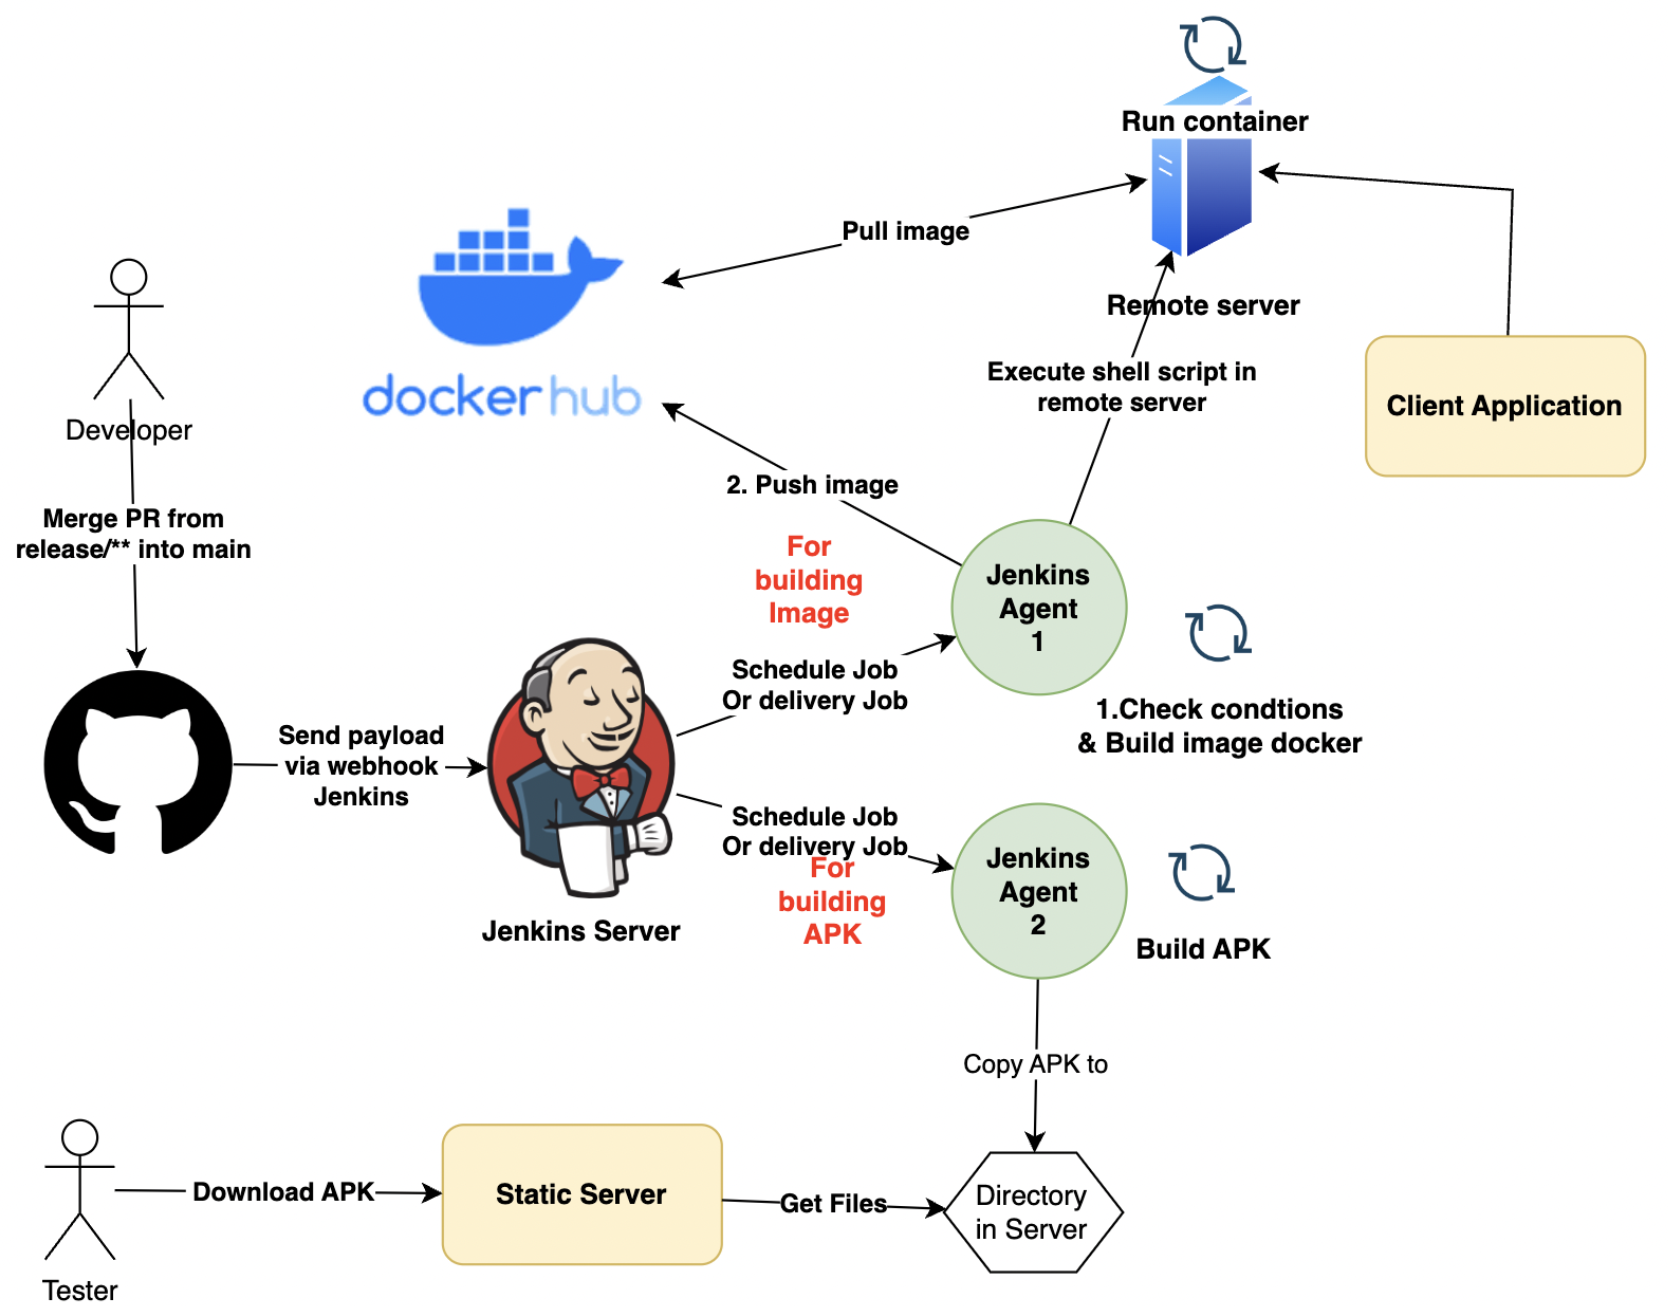 Run container
Pull image
Remote server
dockerhub
Execute shell script in
remote server
Client Application
Developer
2. Push image
Merge PR from
release/** into main
For
building
Image
Jenkins
Agent
1
Schedule Job
Or delivery Job
1.Check condtions
& Build image docker
Send payload
via webhook
Jenkins
Schedule Job
Or delivery Job
For
building
APK
Jenkins
Agent
2
Jenkins Server
Build APK
Copy APK to
Download APK
Static Server
Get Files
Directory
in Server
Tester